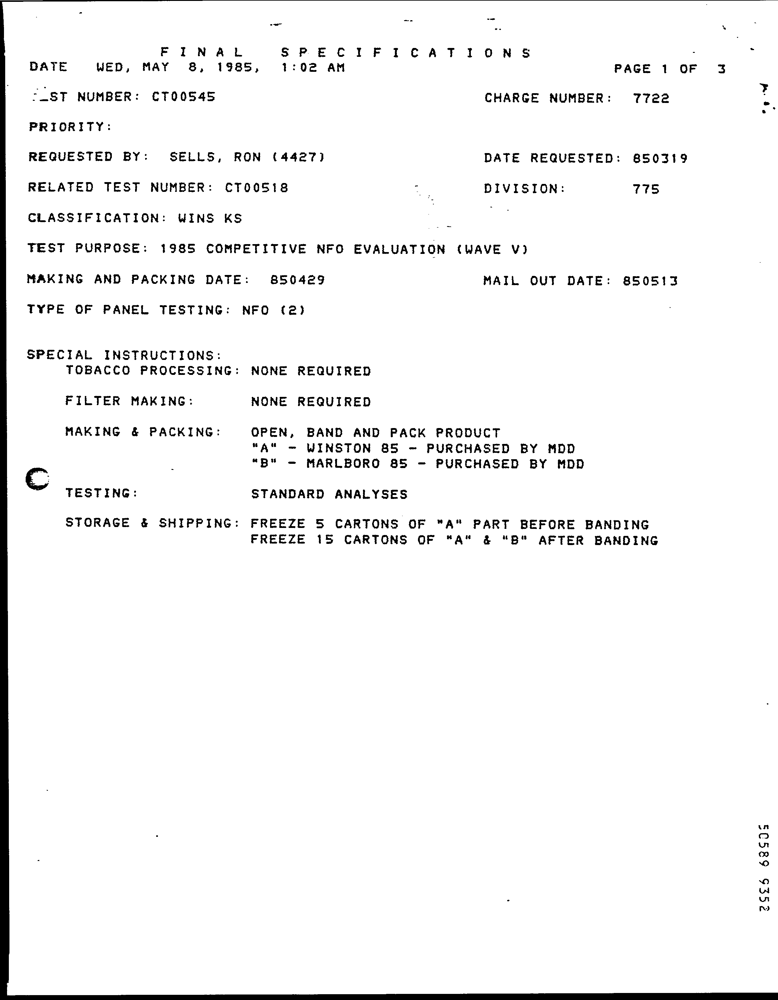 F I N A L   S P E C I F I C A T I O N S
DATE WED, MAY 8, 1985, 1:02 AM PAGE 1 OF 3
ST NUMBER: CT00545 CHARGE NUMBER: 7722
PRIORITY:
REQUESTED BY: SELLS, RON (4427) DATE REQUESTED: 850319
RELATED TEST NUMBER: CT00518 DIVISION: 775
CLASSIFICATION: WINS KS
TEST PURPOSE: 1985 COMPETITIVE NFO EVALUATION (WAVE V)
MAKING AND PACKING DATE: 850429 MAIL OUT DATE: 850513
TYPE OF PANEL TESTING: NFO (2)
SPECIAL INSTRUCTIONS:
TOBACCO PROCESSING: NONE REQUIRED
FILTER MAKING: NONE REQUIRED
MAKING & PACKING: OPEN, BAND AND PACK PRODUCT
"A" - WINSTON 85 - PURCHASED BY MDD
"B" - MARLBORO 85 - PURCHASED BY MDD
TESTING: STANDARD ANALYSES
STORAGE & SHIPPING: FREEZE 5 CARTONS OF "A" PART BEFORE BANDING
FREEZE 15 CARTONS OF "A" & "B" AFTER BANDING
50589 9352